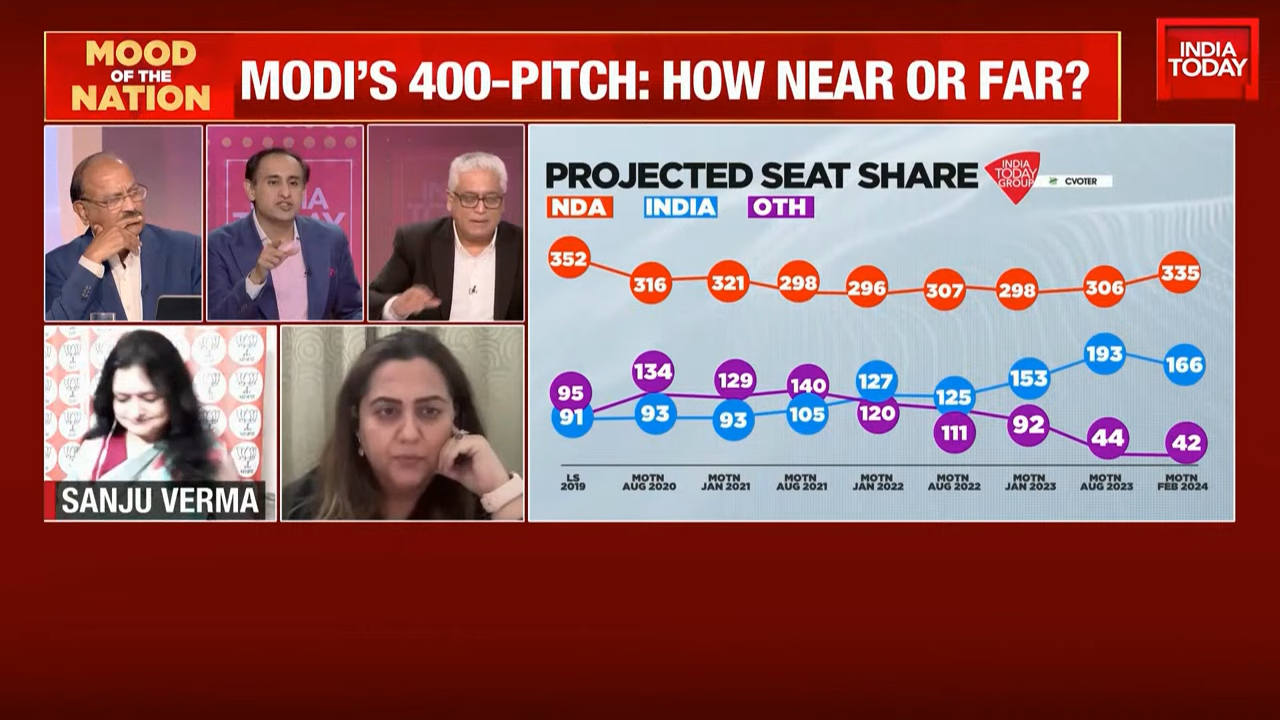 MOOD
OF THE
NATION
MODI'S 400-PITCH: HOW NEAR OR FAR?
INDIA
TODAY
PROJECTED SEAT SHARE
INDIA
TODAY
GROUP
CVOTER
NDA INDIA OTH
352 316 321 298 296 307 298 306 335
95 134 129 140 127 125 153 193 166
91 93 93 105 120 111 92 44 42
LS
2019
MOTN
AUG 2020
MOTN
JAN 2021
MOTN
AUG 2021
MOTN
JAN 2022
MOTN
AUG 2022
MOTN
JAN 2023
MOTN
AUG 2023
MOTN
FEB 2024
SANJU VERMA